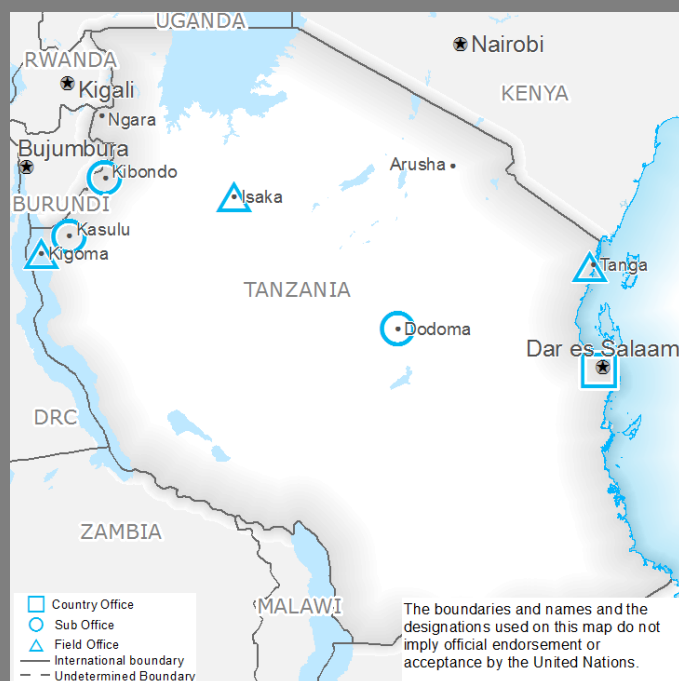 UGANDA
Nairobi
RWANDA
Kigali
KENYA
Ngara
Bujumbura
Kibondo
Arusha
Isaka
BURUNDI
Kasulu
Kigoma
Tanga
TANZANIA
Dodoma
Dar es Salaam
DRC
ZAMBIA
MALAWI
Country Office
Sub Office
Field Office
International boundary
Undetermined Boundary
The boundaries and names and the
designations used on this map do not
imply official endorsement or
acceptance by the United Nations.